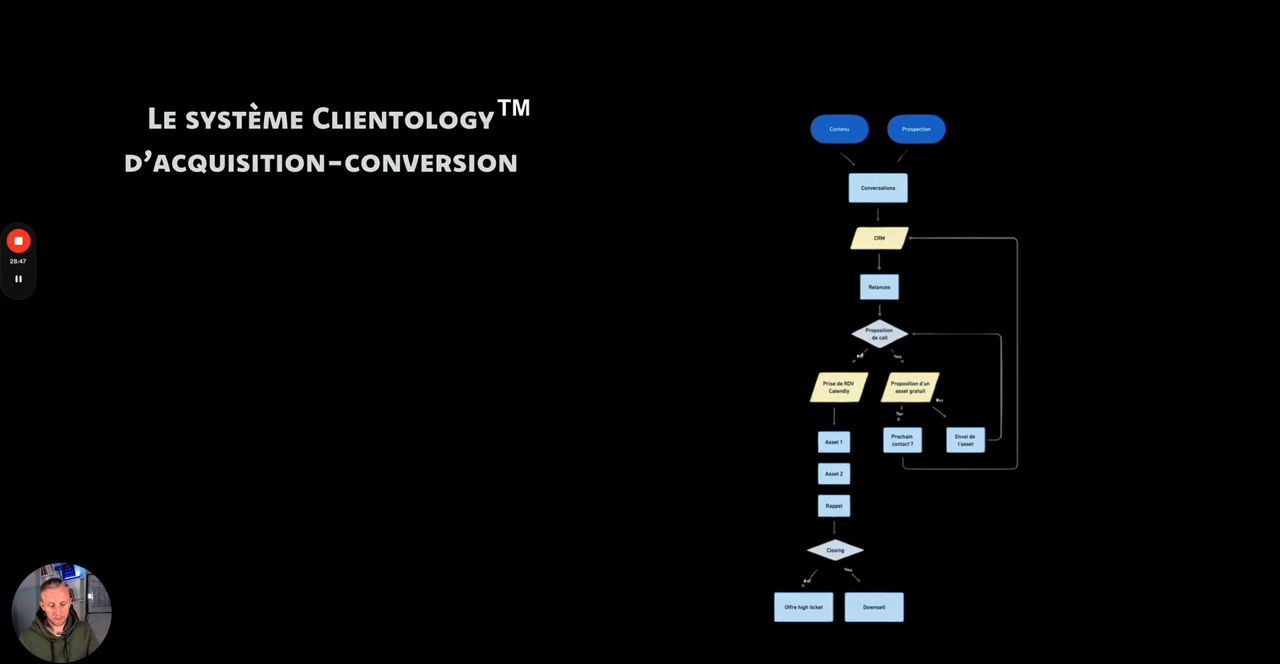 Le système Clientology™
d'acquisition-conversion
Contenu
Prospection
Conversations
CRM
28:47
Relances
Proposition
de call
Prise de RDV
Calendly
Proposition d'un
asset gratuit
Asset 1
Prochain
contact ?
Envoi de
l'asset
Asset 2
Rappel
Closing
Offre high ticket
Downsell